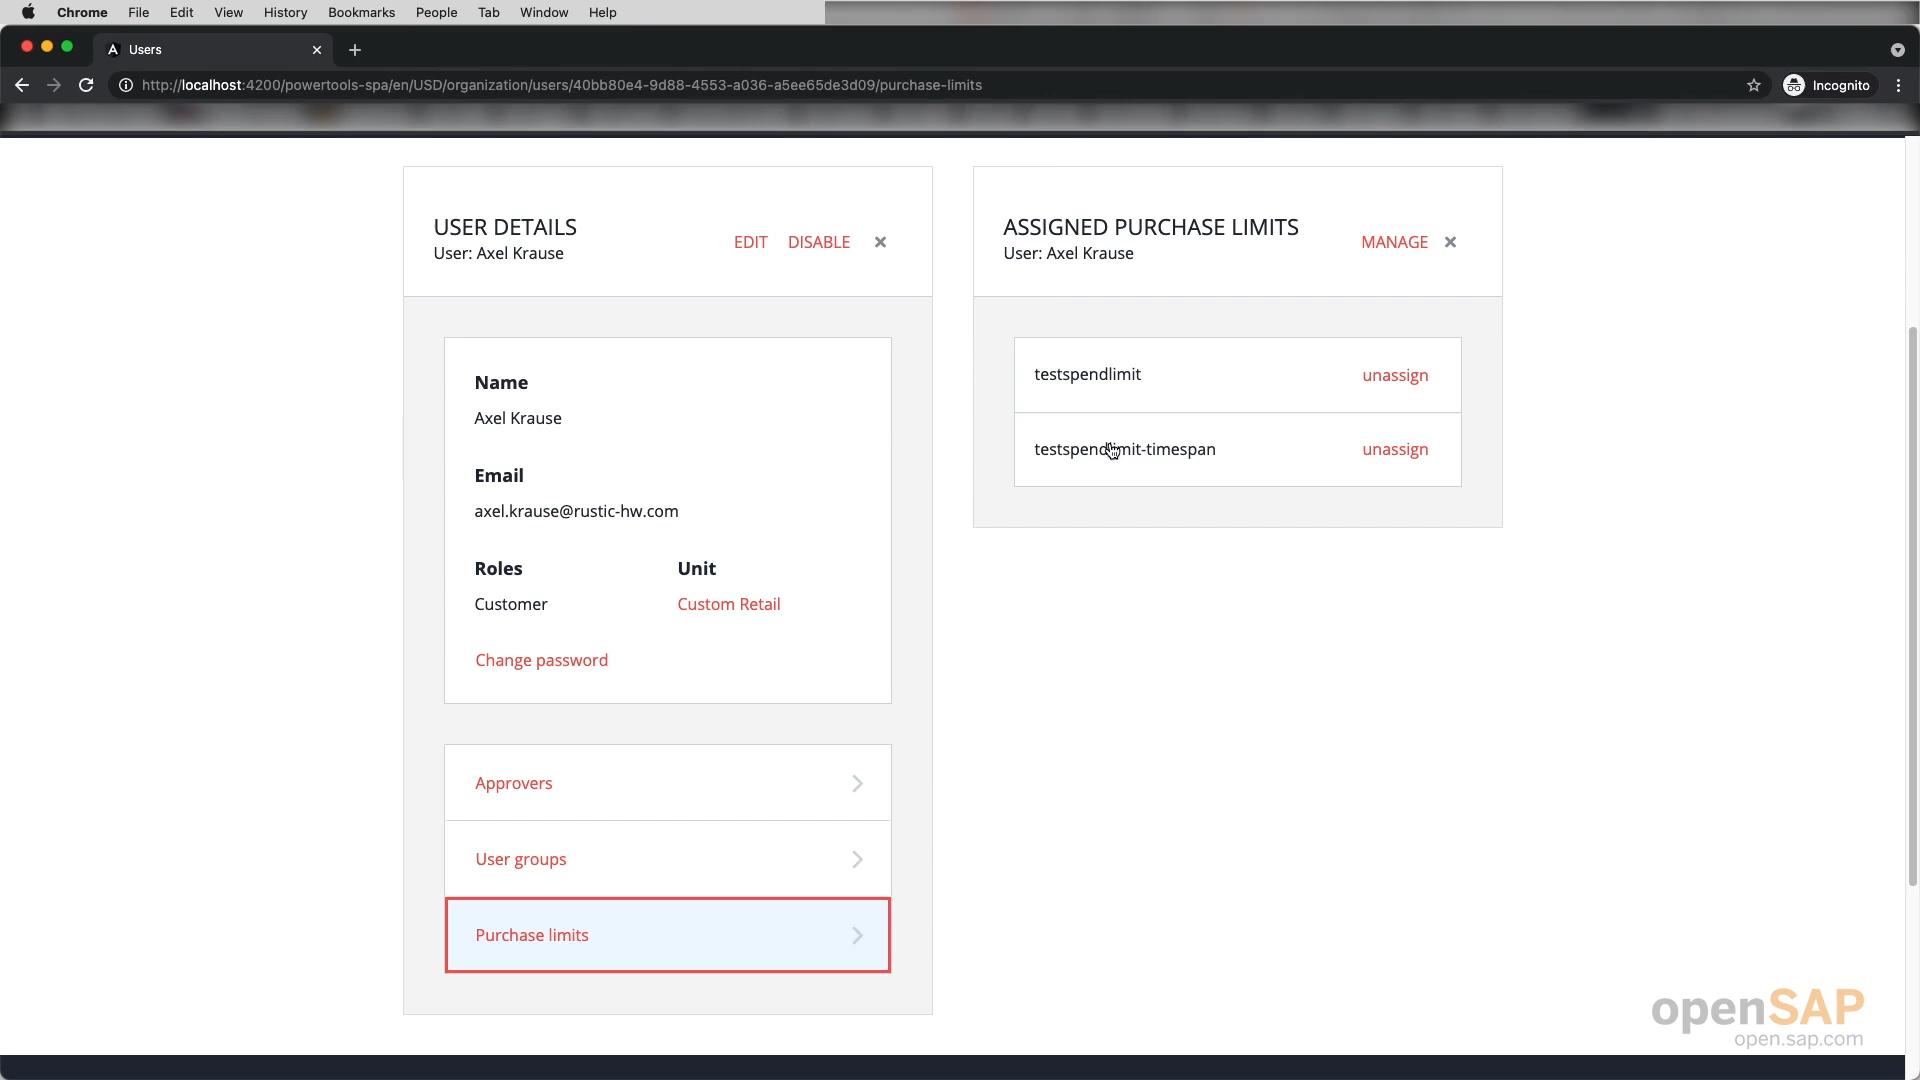 Chrome File Edit View History Bookmarks People Tab Window Help
Users
http://localhost:4200/powertools-spa/en/USD/organization/users/40bb80e4-9d88-4553-a036-a5ee65de3d09/purchase-limits
Incognito
USER DETAILS
User: Axel Krause
EDIT DISABLE
Name
Axel Krause
Email
axel.krause@rustic-hw.com
Roles Unit
Customer Custom Retail
Change password
Approvers
User groups
Purchase limits
ASSIGNED PURCHASE LIMITS
User: Axel Krause
MANAGE
testspendlimit unassign
testspendlimit-timespan unassign
openSAP
open.sap.com